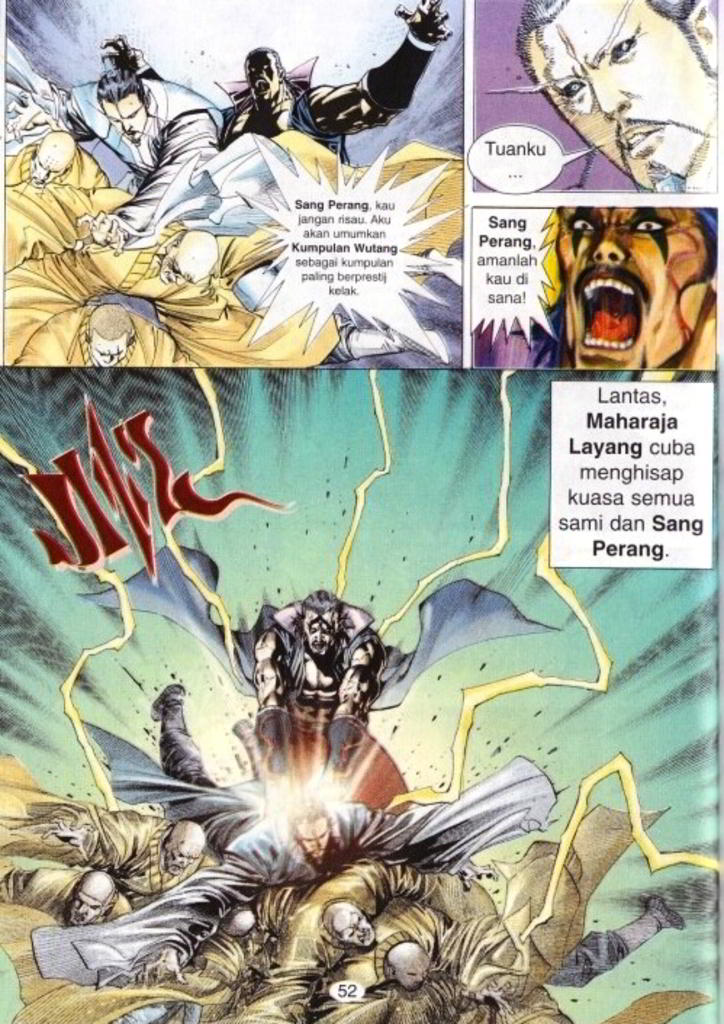 Sang Perang, kau
jangan risau. Aku
akan umumkan
Kumpulan Wutang
sebagai kumpulan
paling berprestij
kelak.
Tuanku
...
Sang
Perang,
amanlah
kau di
sana!
Lantas,
Maharaja
Layang cuba
menghisap
kuasa semua
sami dan Sang
Perang.
52